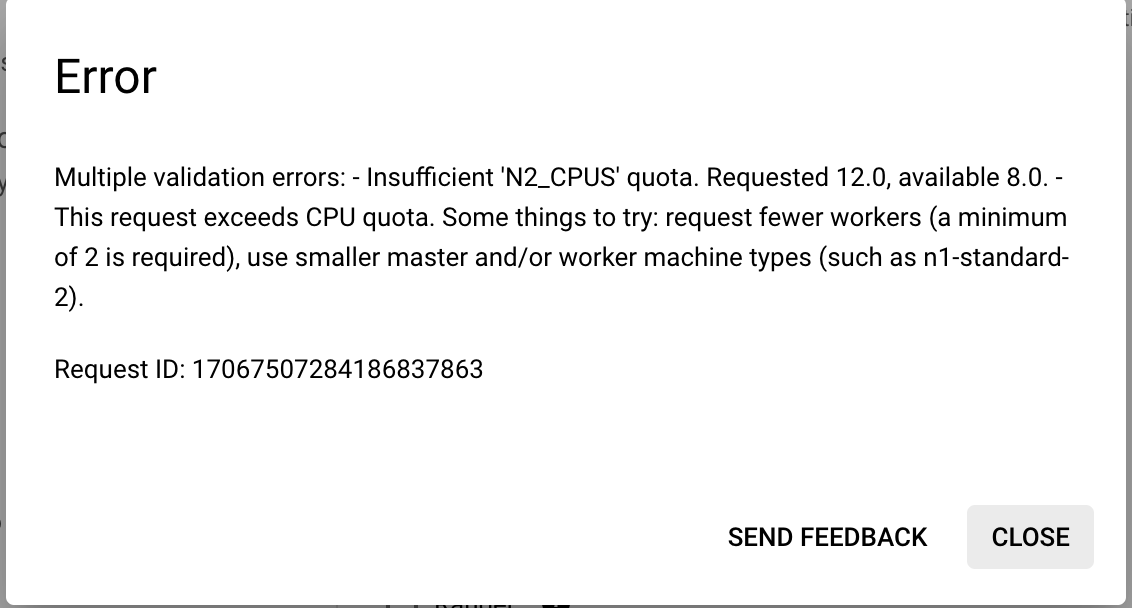 Error
Multiple validation errors: - Insufficient 'N2_CPUS' quota. Requested 12.0, available 8.0. -
This request exceeds CPU quota. Some things to try: request fewer workers (a minimum
of 2 is required), use smaller master and/or worker machine types (such as n1-standard-
2).
Request ID: 17067507284186837863
SEND FEEDBACK
CLOSE